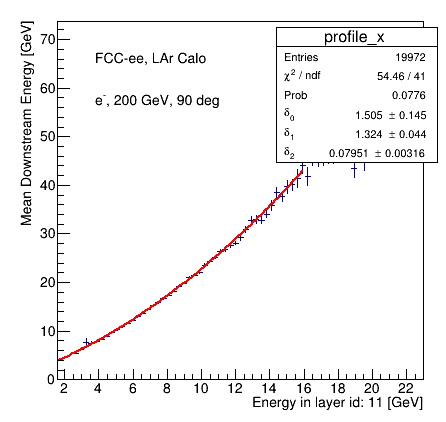 profile_x
Entries 19972
χ² / ndf 54.46 / 41
Prob 0.0776
δ₀ 1.505 ± 0.145
δ₁ 1.324 ± 0.044
δ₂ 0.07951 ± 0.00316
FCC-ee, LAr Calo
e⁻, 200 GeV, 90 deg
Mean Downstream Energy [GeV]
70
60
50
40
30
20
10
0
2 4 6 8 10 12 14 16 18 20 22
Energy in layer id: 11 [GeV]